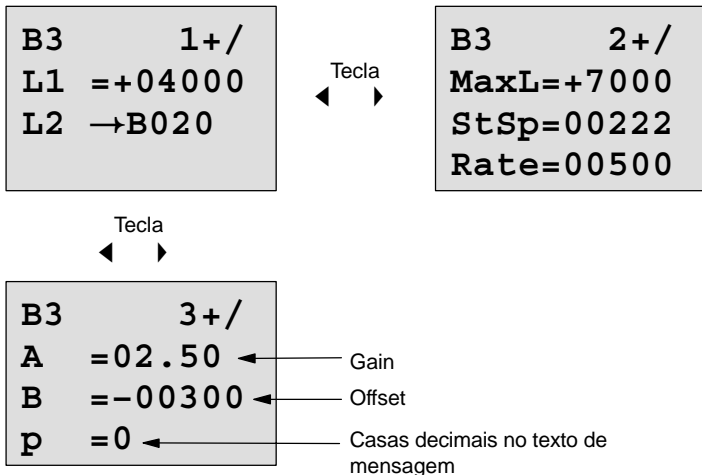 B3 1+/
L1 =+04000
L2 →B020
Tecla
B3 2+/
MaxL=+7000
StSp=00222
Rate=00500
Tecla
B3 3+/
A =02.50
Gain
B =-00300
Offset
p =0
Casas decimais no texto de
mensagem